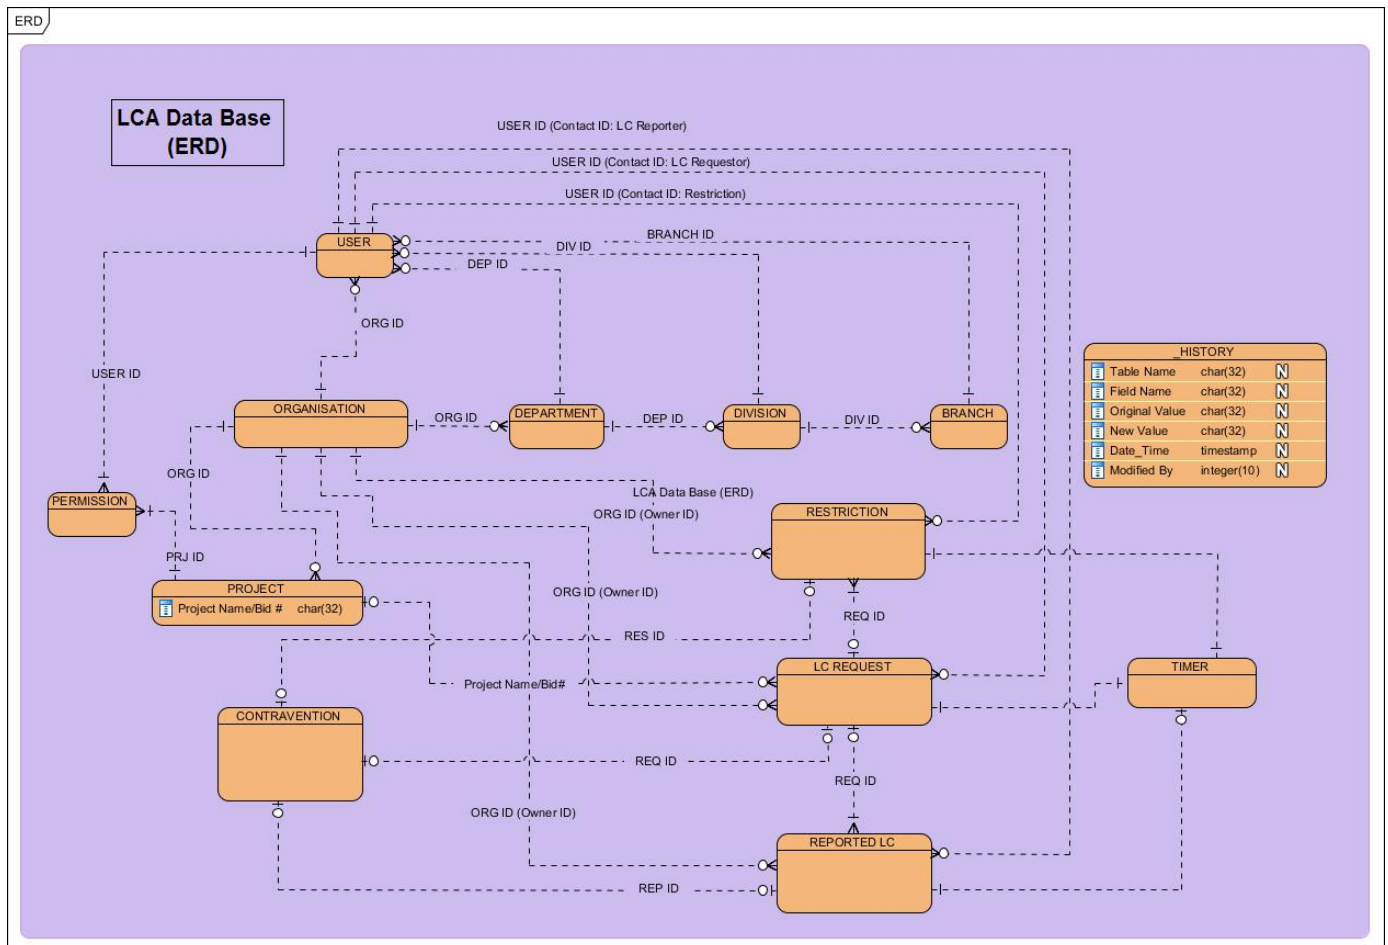 ERD
LCA Data Base
(ERD)
USER ID (Contact ID: LC Reporter)
USER ID (Contact ID: LC Requestor)
USER ID (Contact ID: Restriction)
USER
BRANCH ID
DIV ID
DEP ID
ORG ID
USER ID
ORGANISATION
ORG ID
DEPARTMENT
DEP ID
DIVISION
DIV ID
BRANCH
_HISTORY
Table Name char(32) N
Field Name char(32) N
Original Value char(32) N
New Value char(32) N
Date_Time timestamp N
Modified By integer(10) N
ORG ID
PERMISSION
LCA Data Base (ERD)
ORG ID (Owner ID)
RESTRICTION
PRJ ID
PROJECT
Project Name/Bid # char(32)
ORG ID (Owner ID)
REQ ID
RES ID
LC REQUEST
TIMER
Project Name/Bid#
CONTRAVENTION
REQ ID
REQ ID
ORG ID (Owner ID)
REPORTED LC
REP ID